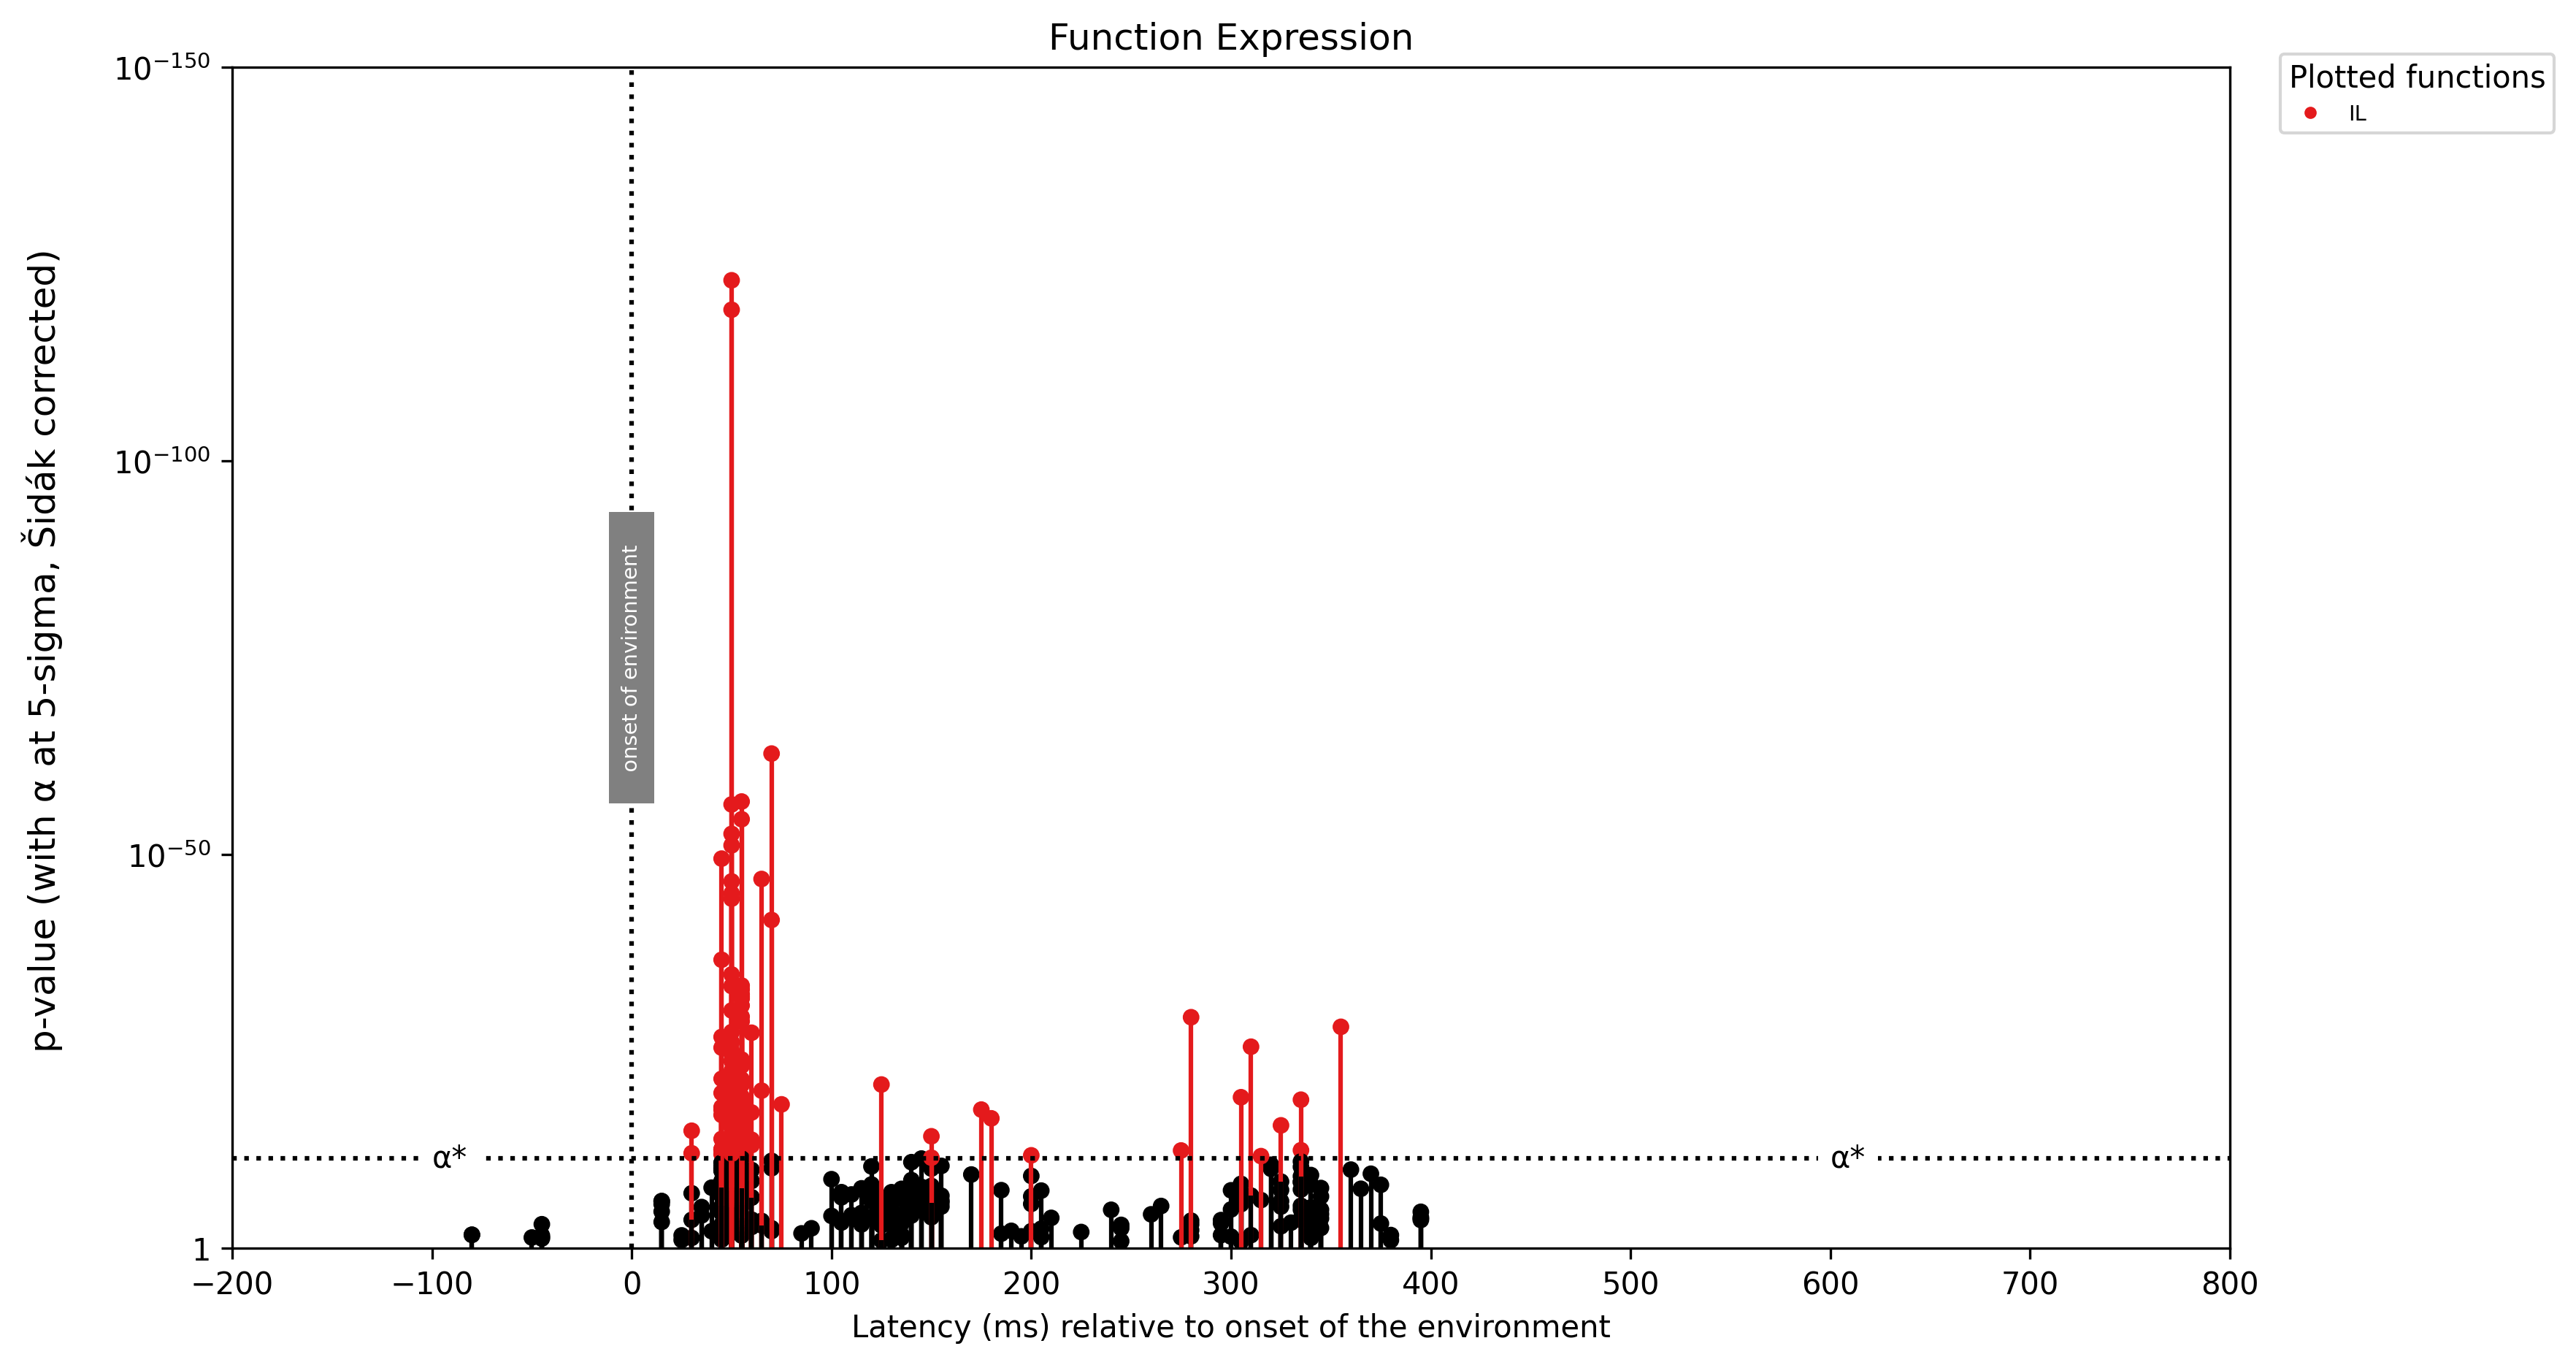 Function Expression
Plotted functions
IL
p-value (with α at 5-sigma, Šidák corrected)
10⁻¹⁵⁰
10⁻¹⁰⁰
10⁻⁵⁰
1
onset of environment
α*
α*
−200 −100 0 100 200 300 400 500 600 700 800
Latency (ms) relative to onset of the environment